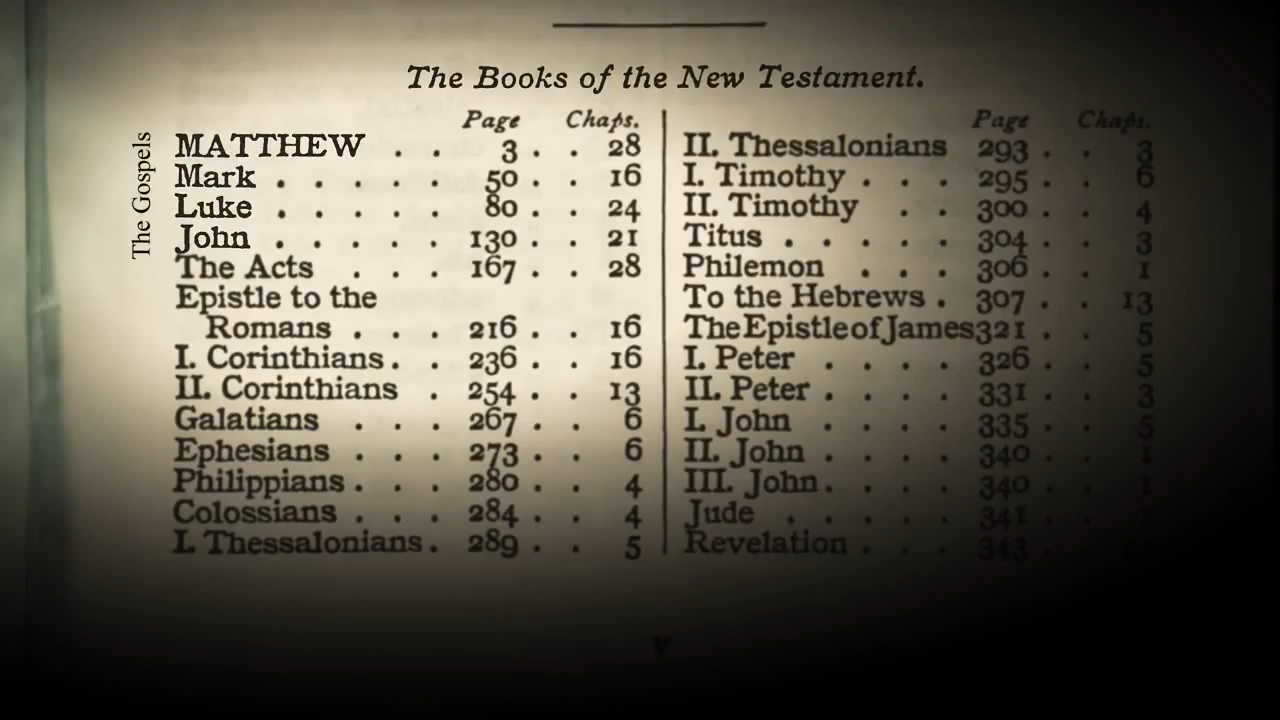 The Books of the New Testament.
Page Chaps.
The Gospels
MATTHEW . . 3 . . 28
Mark . . . . . 50 . . 16
Luke . . . . . 80 . . 24
John . . . . . 130 . . 21
The Acts . . . 167 . . 28
Epistle to the
Romans . . . 216 . . 16
I. Corinthians . . 236 . . 16
II. Corinthians . 254 . . 13
Galatians . . . 267 . . 6
Ephesians . . . 273 . . 6
Philippians . . . 280 . . 4
Colossians . . . 284 . . 4
I. Thessalonians . 289 . . 5
Page Chaps.
II. Thessalonians 293 . . 3
I. Timothy . . . 295 . . 6
II. Timothy . . 300 . . 4
Titus . . . . . 304 . . 3
Philemon . . . 306 . . 1
To the Hebrews . 307 . . 13
The Epistle of James 321 . . 5
I. Peter . . . . 326 . . 5
II. Peter . . . . 331 . . 3
I. John . . . . 335 . . 5
II. John . . . . 340 . . 1
III. John . . . . 340 . . 1
Jude . . . . . 341 . . 1
Revelation . . . 343
v